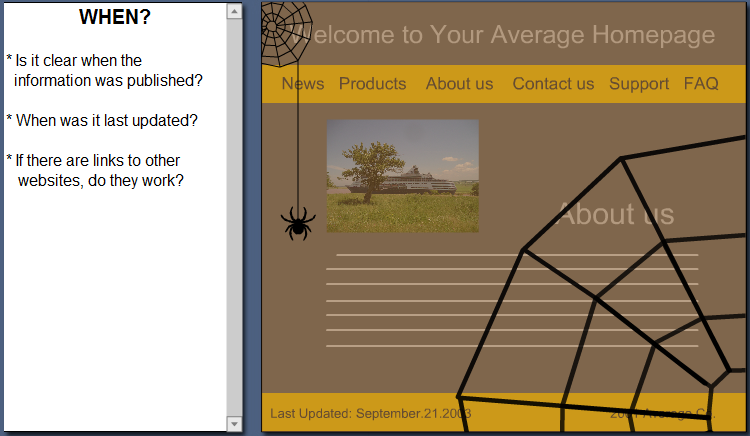 WHEN?
* Is it clear when the
information was published?
* When was it last updated?
* If there are links to other
websites, do they work?
Welcome to Your Average Homepage
News Products About us Contact us Support FAQ
About us
Last Updated: September.21.2003
Average Co.